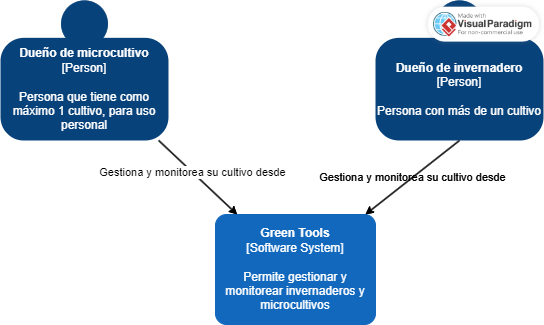 Made with
Visual Paradigm
For non-commercial use
Dueño de microcultivo
[Person]
Persona que tiene como
máximo 1 cultivo, para uso
personal
Dueño de invernadero
[Person]
Persona con más de un cultivo
Gestiona y monitorea su cultivo desde
Gestiona y monitorea su cultivo desde
Green Tools
[Software System]
Permite gestionar y
monitorear invernaderos y
microcultivos